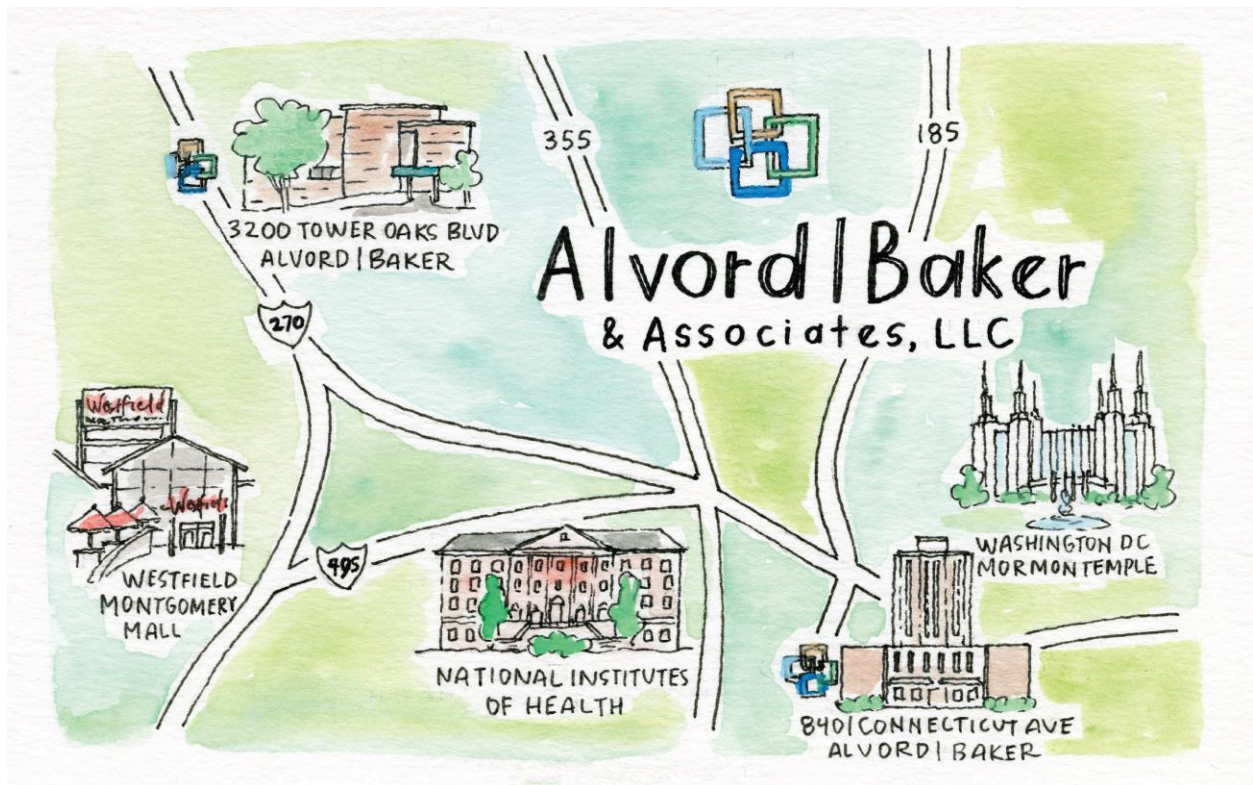 355
185
3200 TOWER OAKS BLVD
ALVORD | BAKER
Alvord | Baker
& Associates, LLC
270
Westfield
Westfield
WESTFIELD
MONTGOMERY
MALL
495
NATIONAL INSTITUTES
OF HEALTH
WASHINGTON DC
MORMON TEMPLE
8401 CONNECTICUT AVE
ALVORD | BAKER